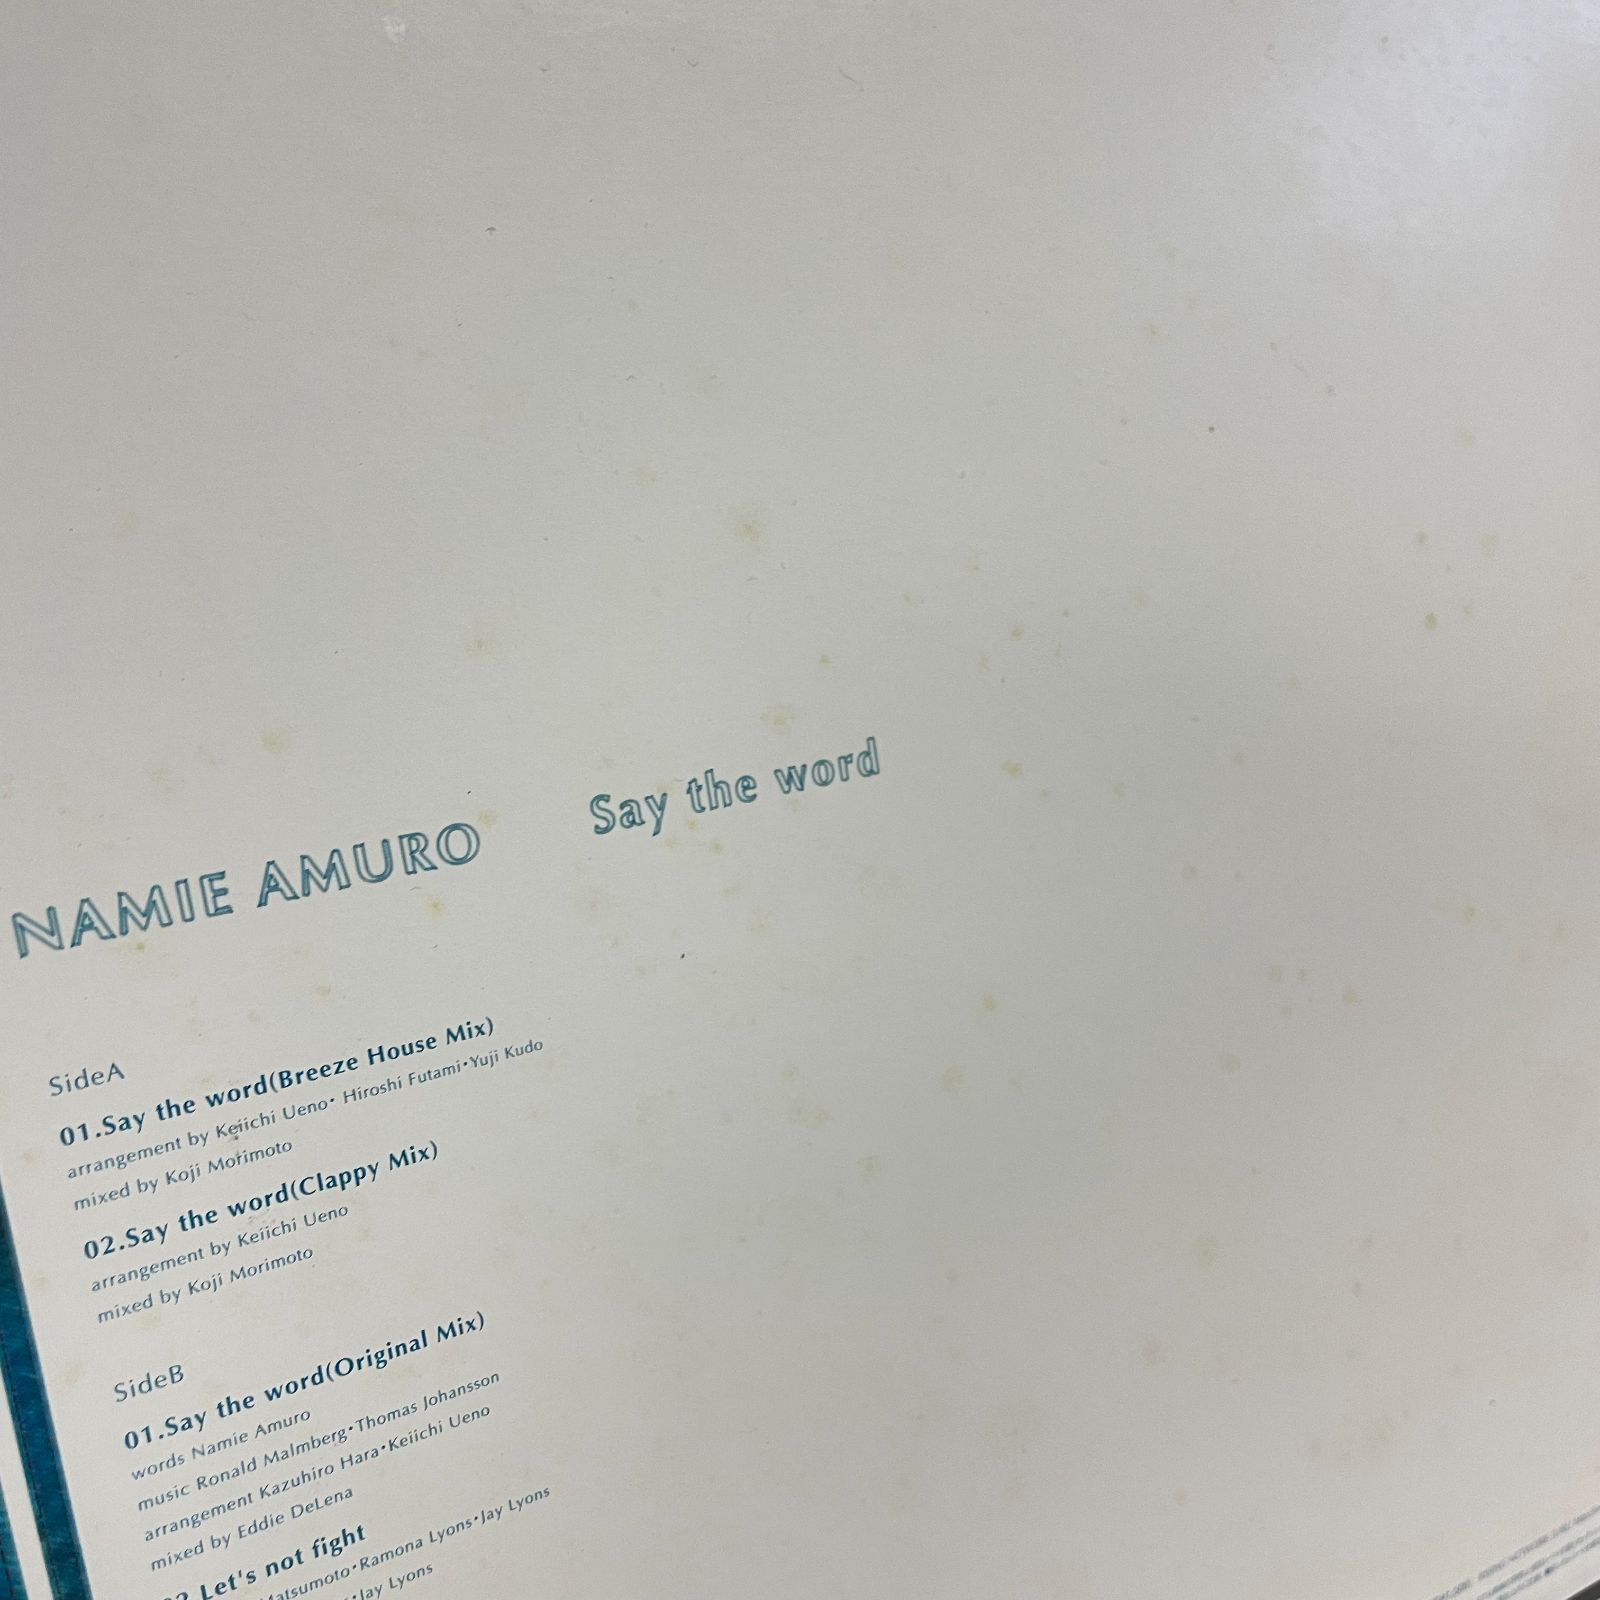 NAMIE AMURO Say the word
SideA
01.Say the word(Breeze House Mix)
arrangement by Keiichi Ueno・Hiroshi Futami・Yuji Kudo
mixed by Koji Morimoto
02.Say the word(Clappy Mix)
arrangement by Keiichi Ueno
mixed by Koji Morimoto
SideB
01.Say the word(Original Mix)
words Namie Amuro
music Ronald Malmberg・Thomas Johansson
arrangement Kazuhiro Hara・Keiichi Ueno
mixed by Eddie DeLena
Let's not fight
Matsumoto・Ramona Lyons・Jay Lyons
・Jay Lyons